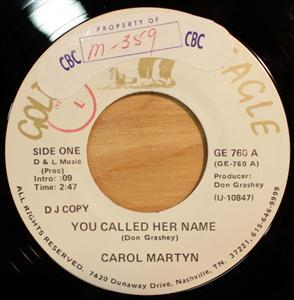 PROPERTY OF
CBC m-359 CBC
GOL EAGLE
L
SIDE ONE
D & L Music
(Proc)
Intro: :09
Time: 2:47
GE 760 A
(GE-760 A)
Producer:
Don Grashey
(U-10847)
D J COPY
YOU CALLED HER NAME
(Don Grashey)
CAROL MARTYN
ALL RIGHTS RESERVED. 7420 Dunaway Drive, Nashville, TN. 37221. 615-646-9999